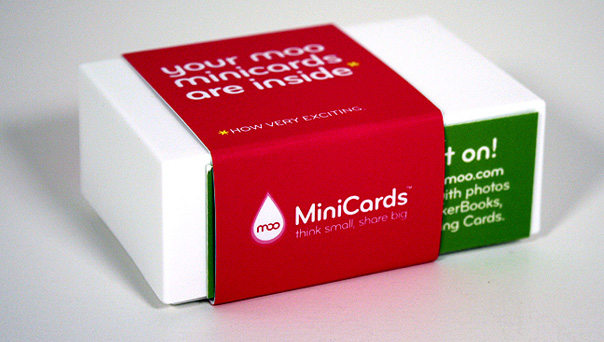 your moo
minicards
are inside*
*HOW VERY EXCITING.
moo
MiniCards™
think small, share big
t on!
moo.com
with photos
kerBooks,
ng Cards.